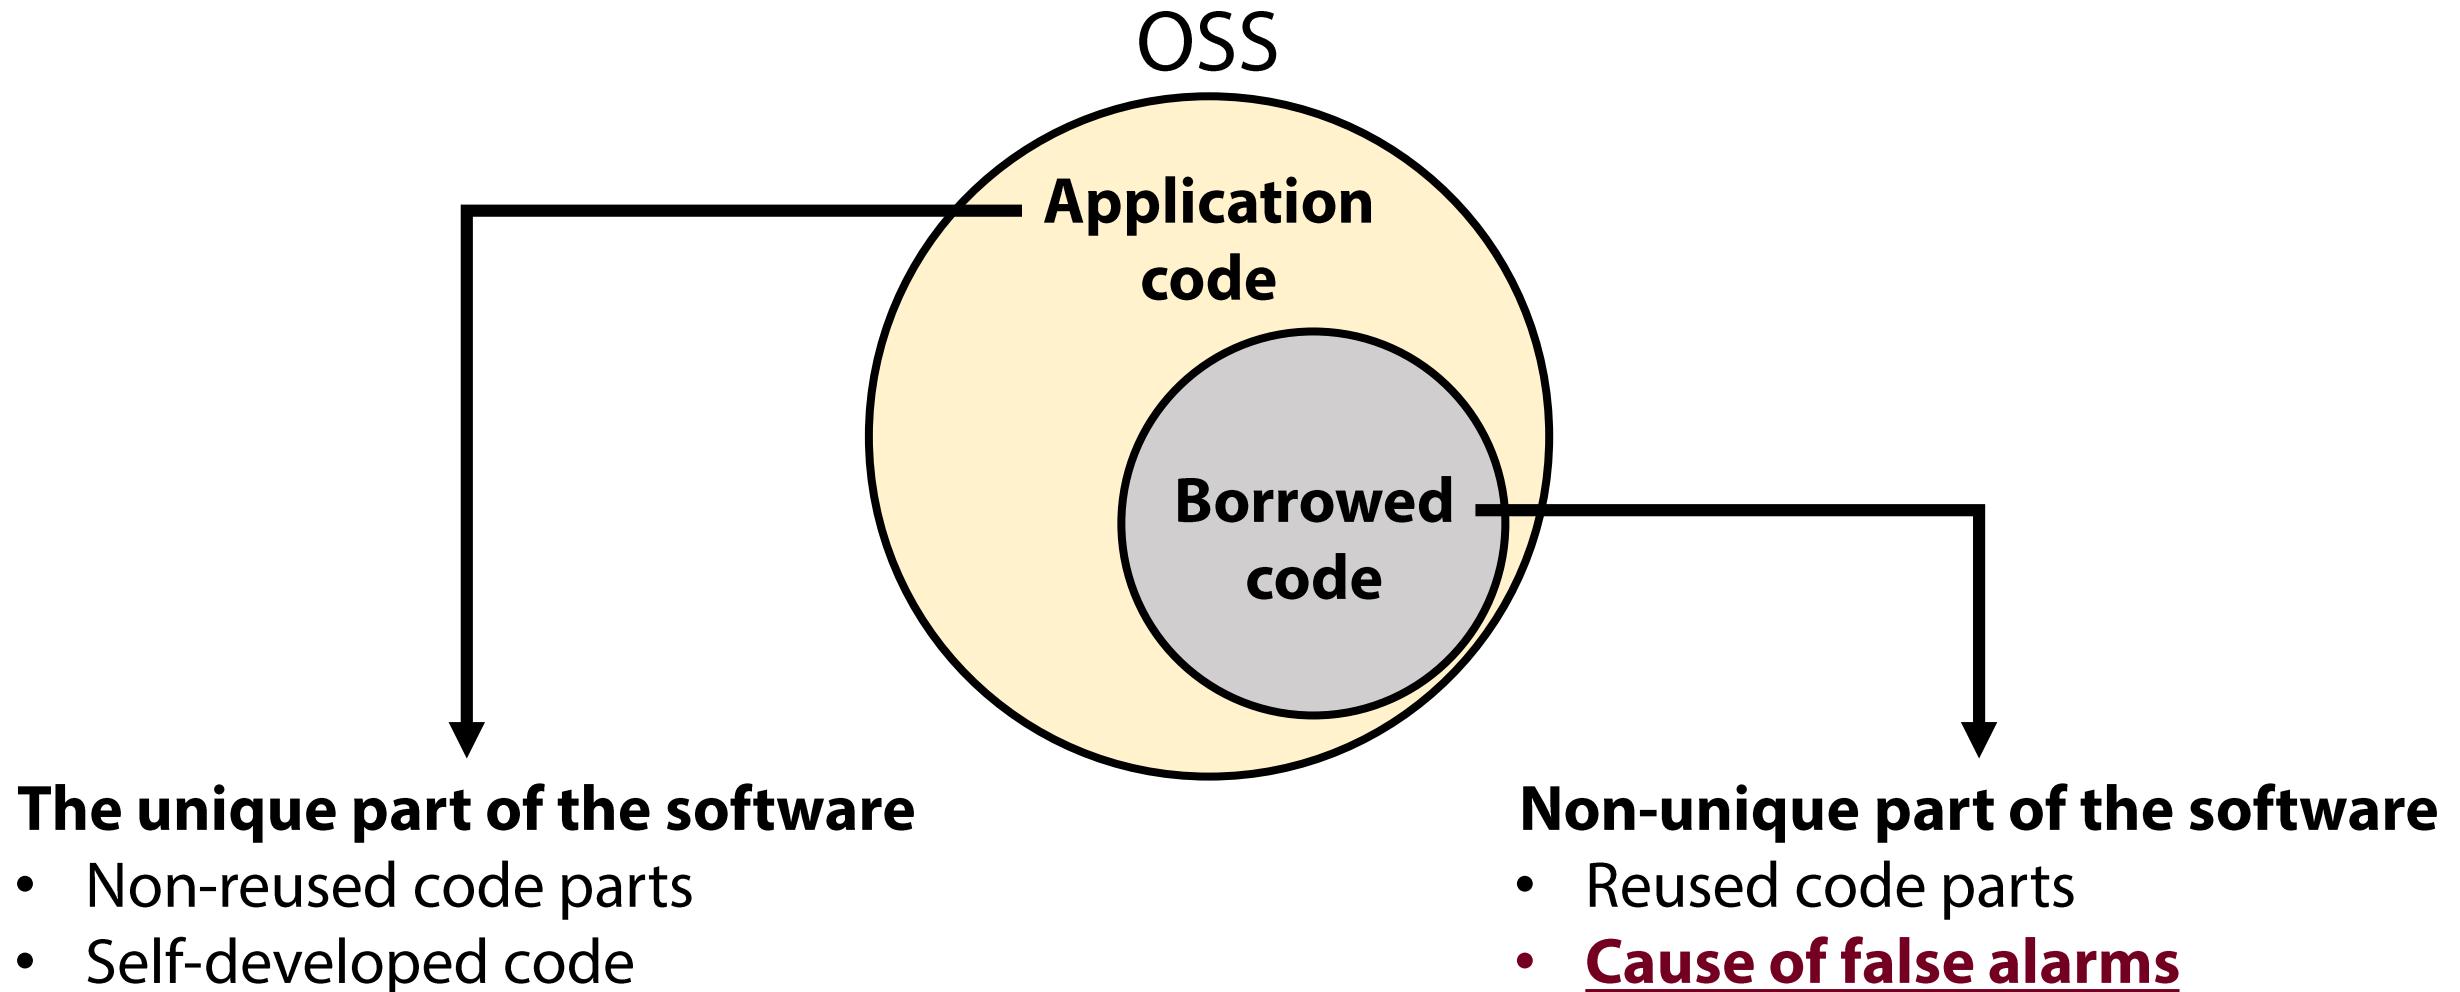 OSS
Application
code
Borrowed
code
The unique part of the software
• Non-reused code parts
• Self-developed code
Non-unique part of the software
• Reused code parts
• Cause of false alarms